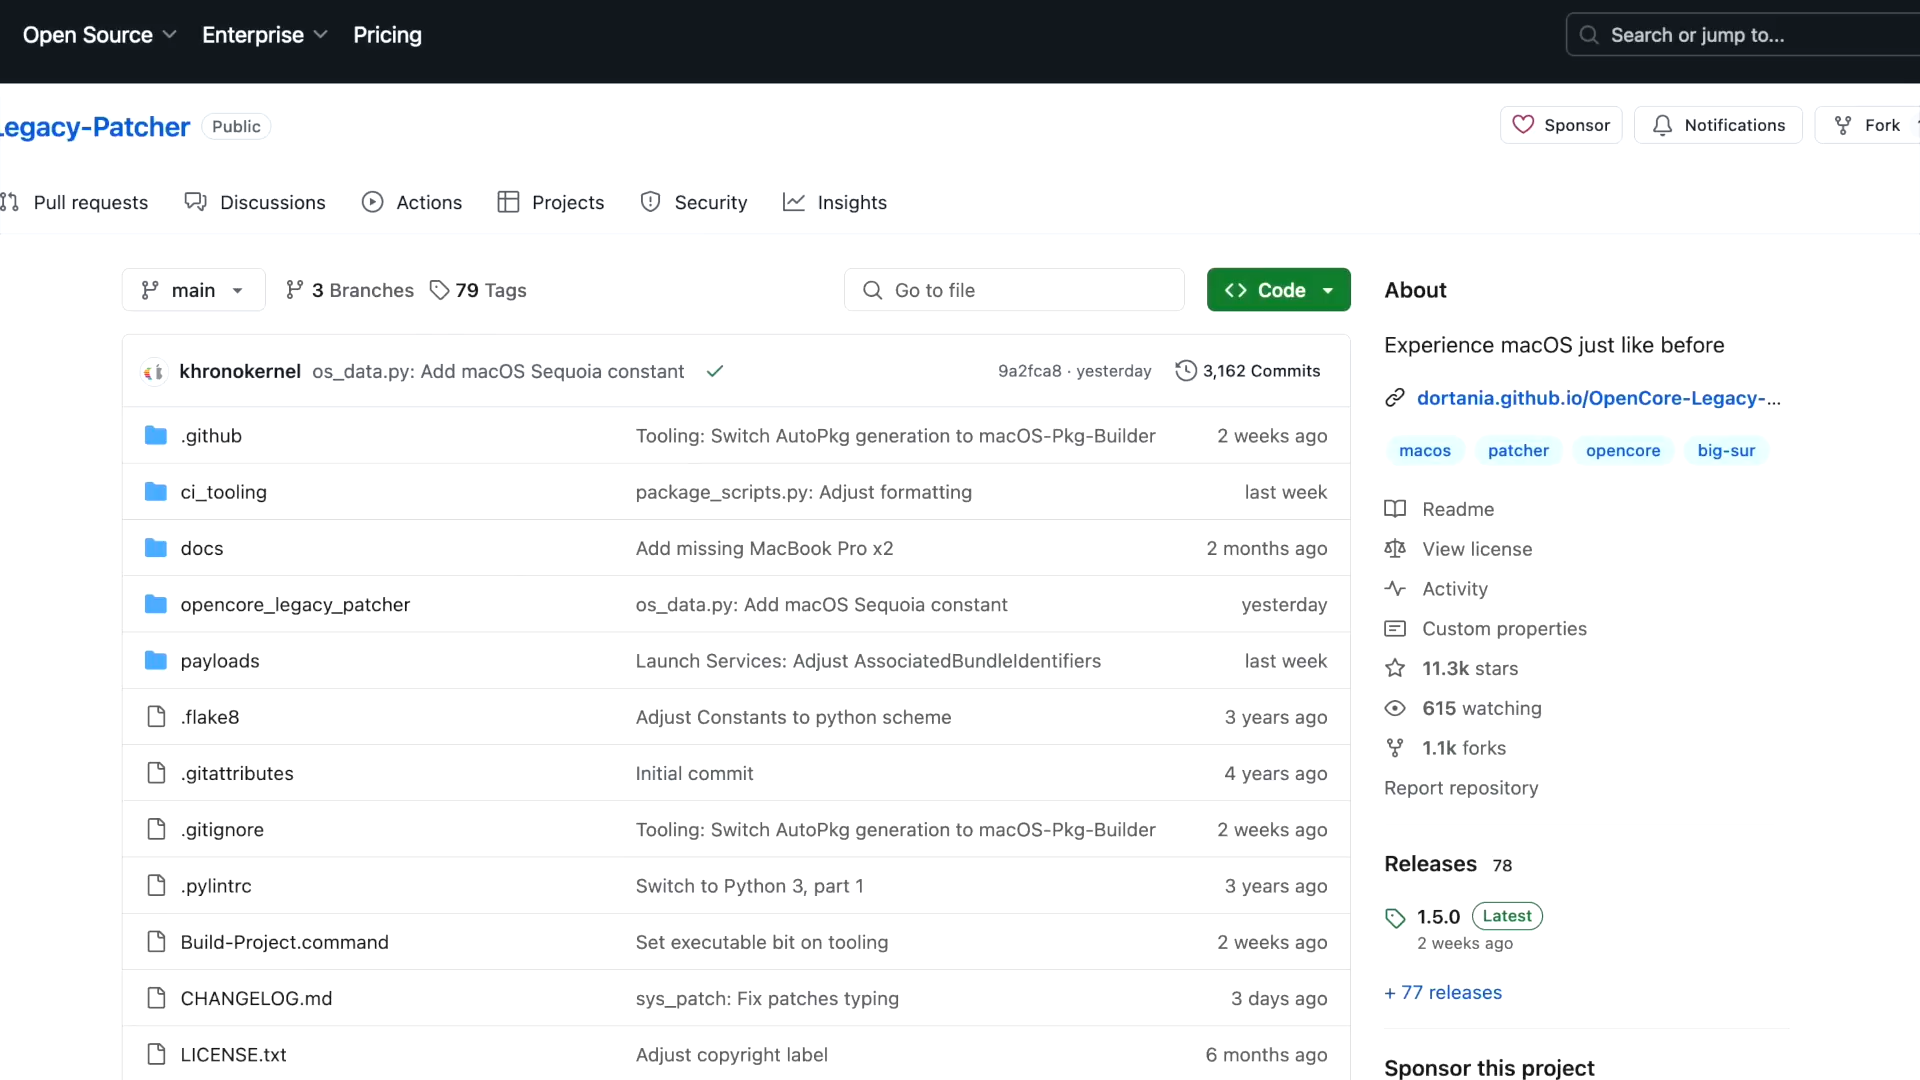 Open Source Enterprise Pricing Search or jump to...
Legacy-Patcher Public Sponsor Notifications Fork
Pull requests Discussions Actions Projects Security Insights
main 3 Branches 79 Tags Go to file Code
khronokernel os_data.py: Add macOS Sequoia constant 9a2fca8 · yesterday 3,162 Commits
.github Tooling: Switch AutoPkg generation to macOS-Pkg-Builder 2 weeks ago
ci_tooling package_scripts.py: Adjust formatting last week
docs Add missing MacBook Pro x2 2 months ago
opencore_legacy_patcher os_data.py: Add macOS Sequoia constant yesterday
payloads Launch Services: Adjust AssociatedBundleIdentifiers last week
.flake8 Adjust Constants to python scheme 3 years ago
.gitattributes Initial commit 4 years ago
.gitignore Tooling: Switch AutoPkg generation to macOS-Pkg-Builder 2 weeks ago
.pylintrc Switch to Python 3, part 1 3 years ago
Build-Project.command Set executable bit on tooling 2 weeks ago
CHANGELOG.md sys_patch: Fix patches typing 3 days ago
LICENSE.txt Adjust copyright label 6 months ago
About
Experience macOS just like before
dortania.github.io/OpenCore-Legacy-...
macos patcher opencore big-sur
Readme
View license
Activity
Custom properties
11.3k stars
615 watching
1.1k forks
Report repository
Releases 78
1.5.0 Latest
2 weeks ago
+ 77 releases
Sponsor this project